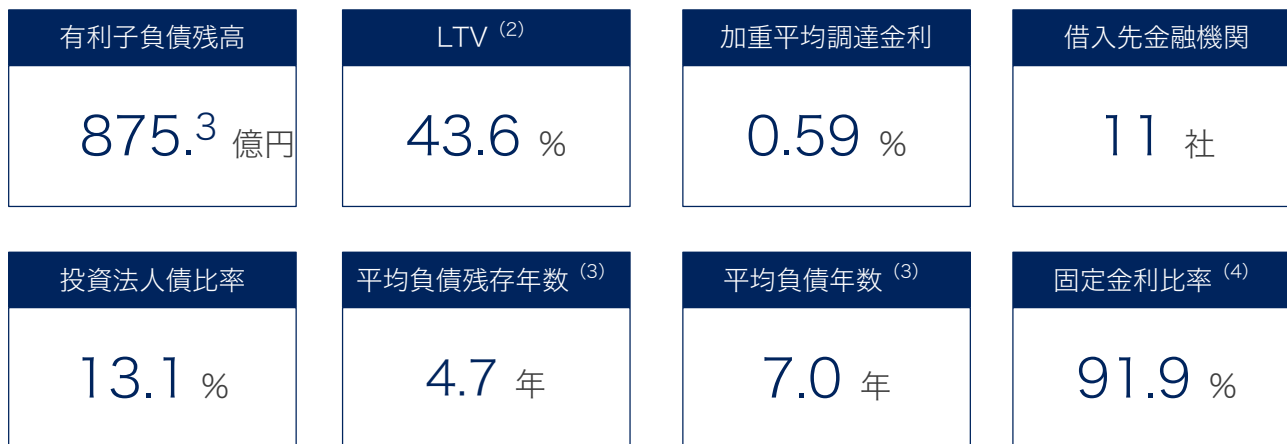 有利子負債残高
LTV (2)
加重平均調達金利
借入先金融機関
875.3 億円
43.6 %
0.59 %
11 社
投資法人債比率
平均負債残存年数 (3)
平均負債年数 (3)
固定金利比率 (4)
13.1 %
4.7 年
7.0 年
91.9 %